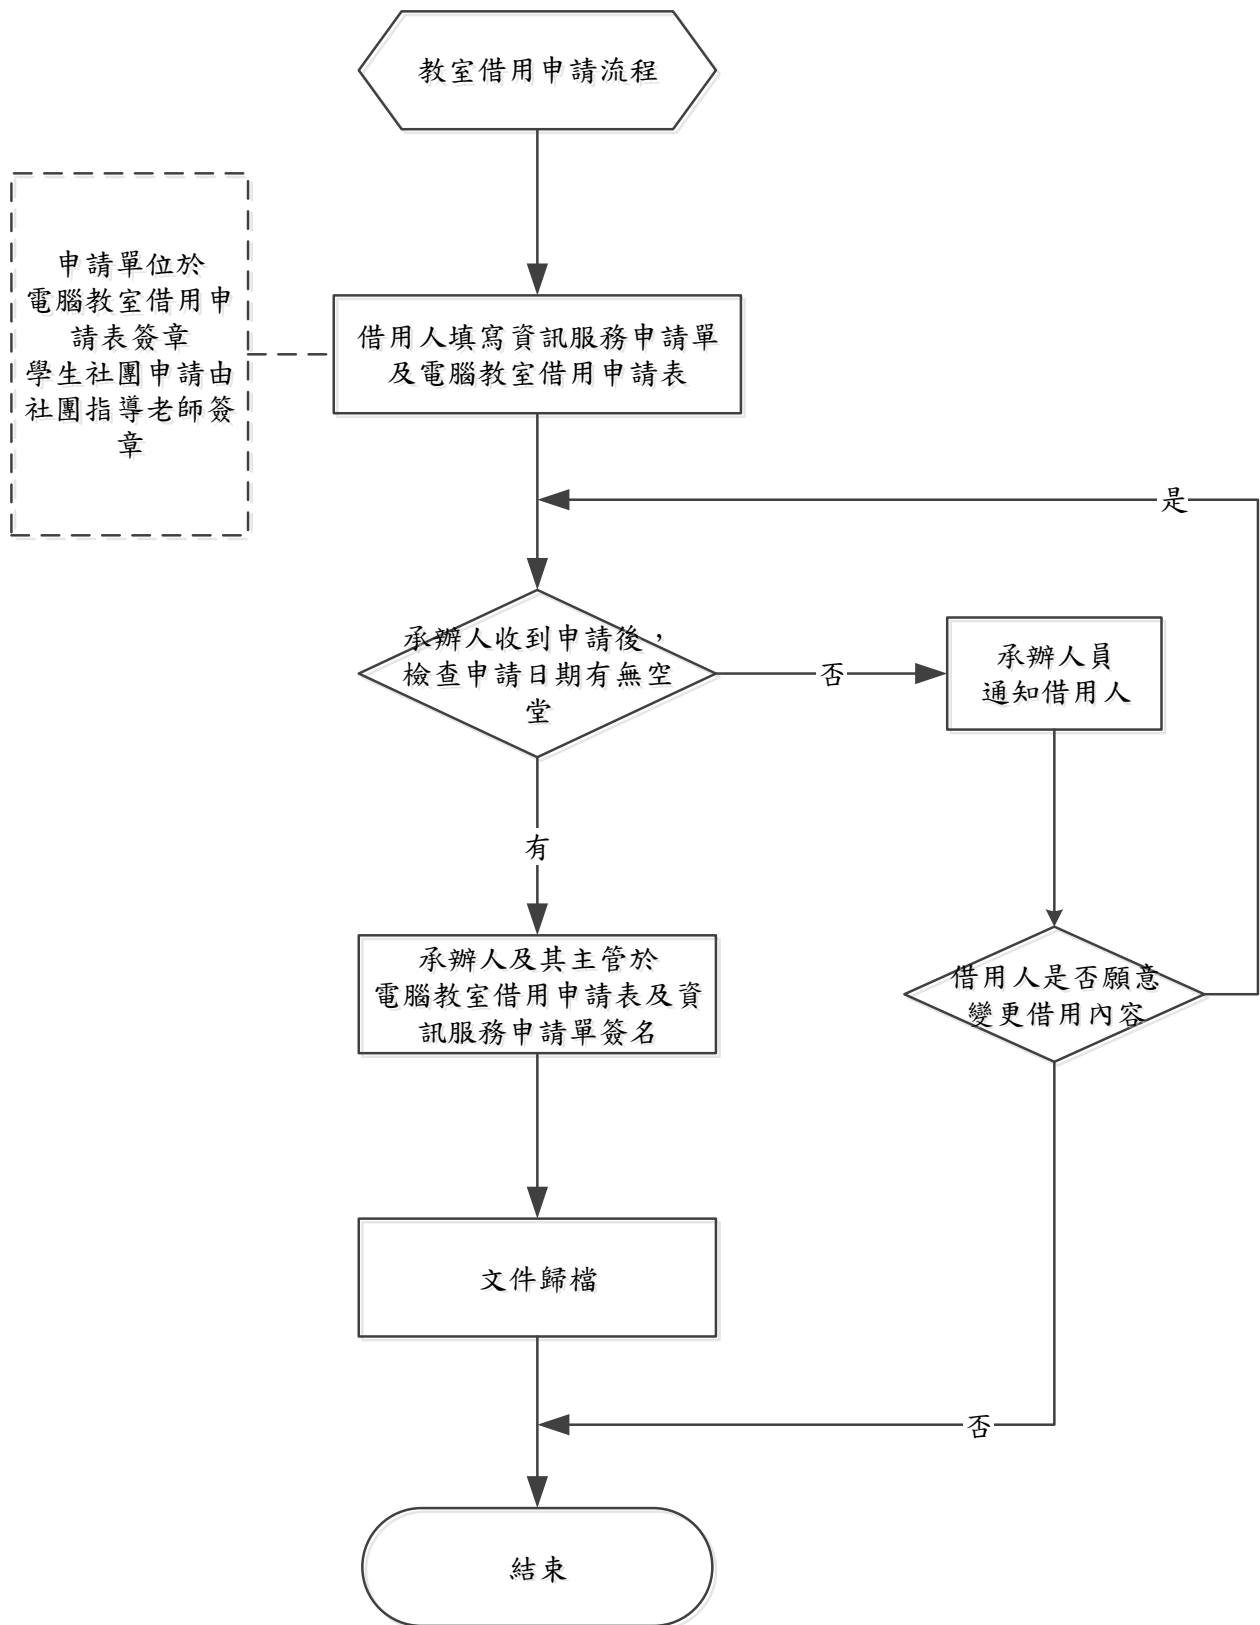 教室借用申請流程
申請單位於
電腦教室借用申
請表簽章
學生社團申請由
社團指導老師簽
章
借用人填寫資訊服務申請單
及電腦教室借用申請表
是
承辦人收到申請後，
檢查申請日期有無空
堂
否
承辦人員
通知借用人
有
承辦人及其主管於
電腦教室借用申請表及資
訊服務申請單簽名
借用人是否願意
變更借用內容
文件歸檔
否
結束